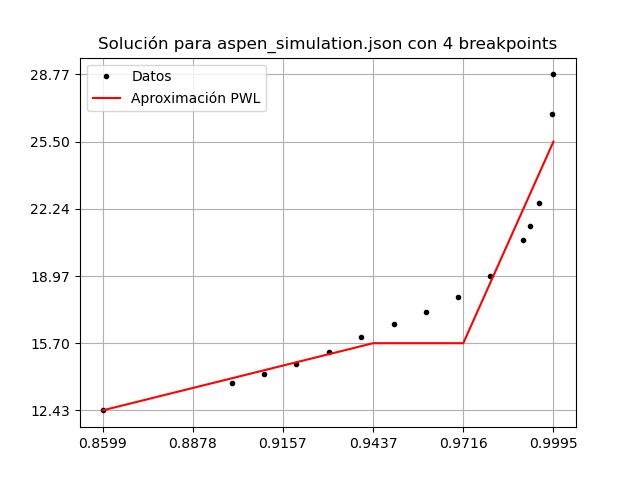 Solución para aspen_simulation.json con 4 breakpoints
Datos
Aproximación PWL
28.77
25.50
22.24
18.97
15.70
12.43
0.8599 0.8878 0.9157 0.9437 0.9716 0.9995